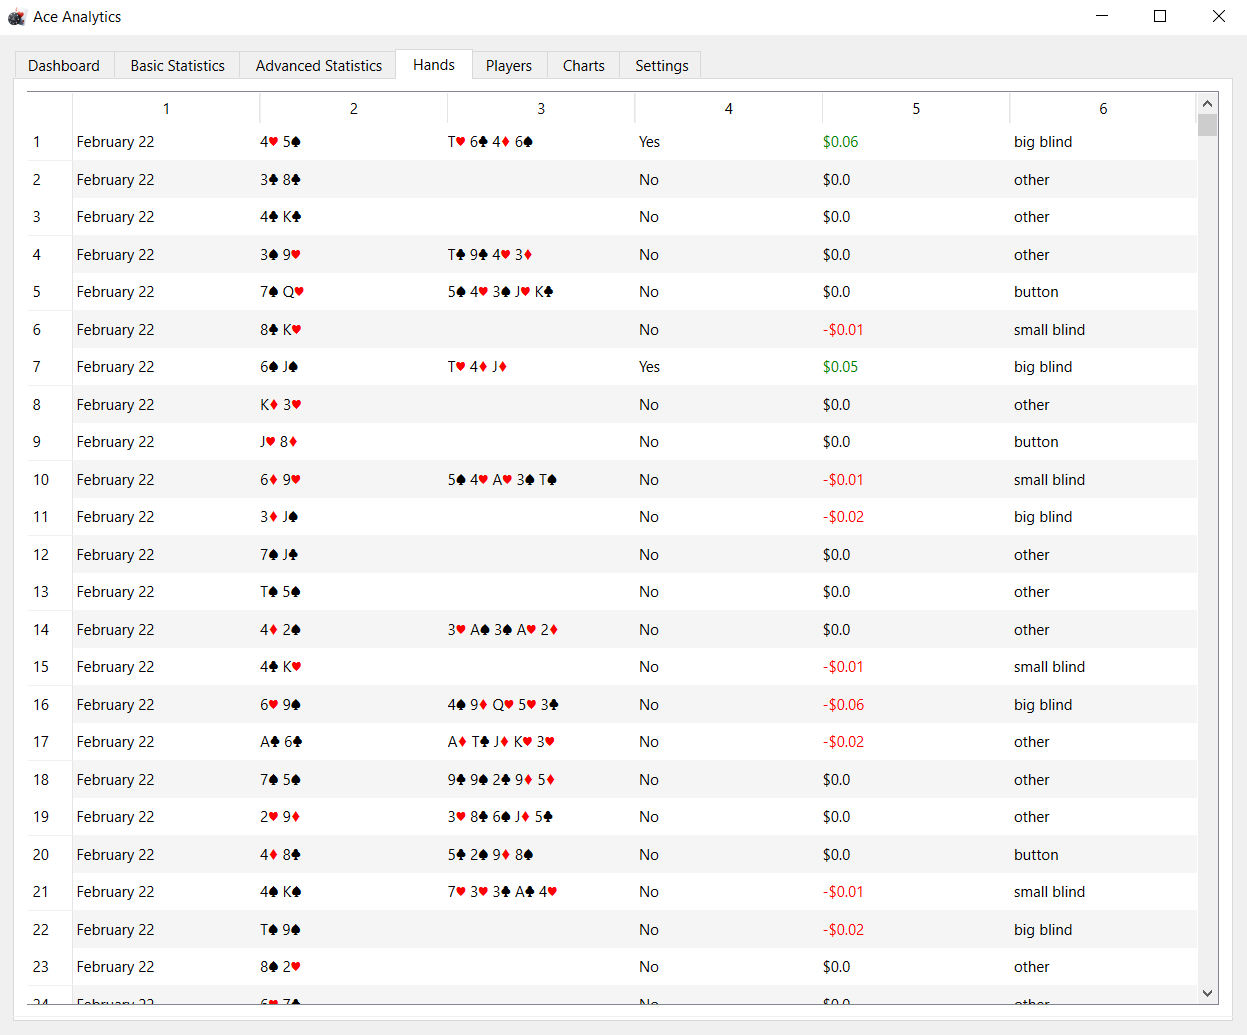 Ace Analytics
Dashboard Basic Statistics Advanced Statistics Hands Players Charts Settings
1 2 3 4 5 6
1 February 22 4♥ 5♠ T♥ 6♣ 4♦ 6♠ Yes $0.06 big blind
2 February 22 3♣ 8♣ No $0.0 other
3 February 22 4♣ K♣ No $0.0 other
4 February 22 3♠ 9♥ T♣ 9♣ 4♥ 3♦ No $0.0 other
5 February 22 7♠ Q♥ 5♠ 4♥ 3♠ J♥ K♣ No $0.0 button
6 February 22 8♣ K♥ No -$0.01 small blind
7 February 22 6♠ J♠ T♥ 4♦ J♦ Yes $0.05 big blind
8 February 22 K♦ 3♥ No $0.0 other
9 February 22 J♥ 8♦ No $0.0 button
10 February 22 6♦ 9♥ 5♠ 4♥ A♥ 3♠ T♠ No -$0.01 small blind
11 February 22 3♦ J♠ No -$0.02 big blind
12 February 22 7♠ J♣ No $0.0 other
13 February 22 T♠ 5♠ No $0.0 other
14 February 22 4♦ 2♠ 3♥ A♠ 3♠ A♥ 2♦ No $0.0 other
15 February 22 4♣ K♥ No -$0.01 small blind
16 February 22 6♥ 9♠ 4♠ 9♦ Q♥ 5♥ 3♣ No -$0.06 big blind
17 February 22 A♣ 6♣ A♦ T♣ J♦ K♥ 3♥ No -$0.02 other
18 February 22 7♠ 5♠ 9♣ 9♠ 2♣ 9♦ 5♦ No $0.0 other
19 February 22 2♥ 9♦ 3♥ 8♣ 6♠ J♦ 5♣ No $0.0 other
20 February 22 4♦ 8♣ 5♣ 2♠ 9♦ 8♠ No $0.0 button
21 February 22 4♠ K♠ 7♥ 3♥ 3♣ A♣ 4♥ No -$0.01 small blind
22 February 22 T♠ 9♠ No -$0.02 big blind
23 February 22 8♠ 2♥ No $0.0 other
24 February 22 No $0.0 other